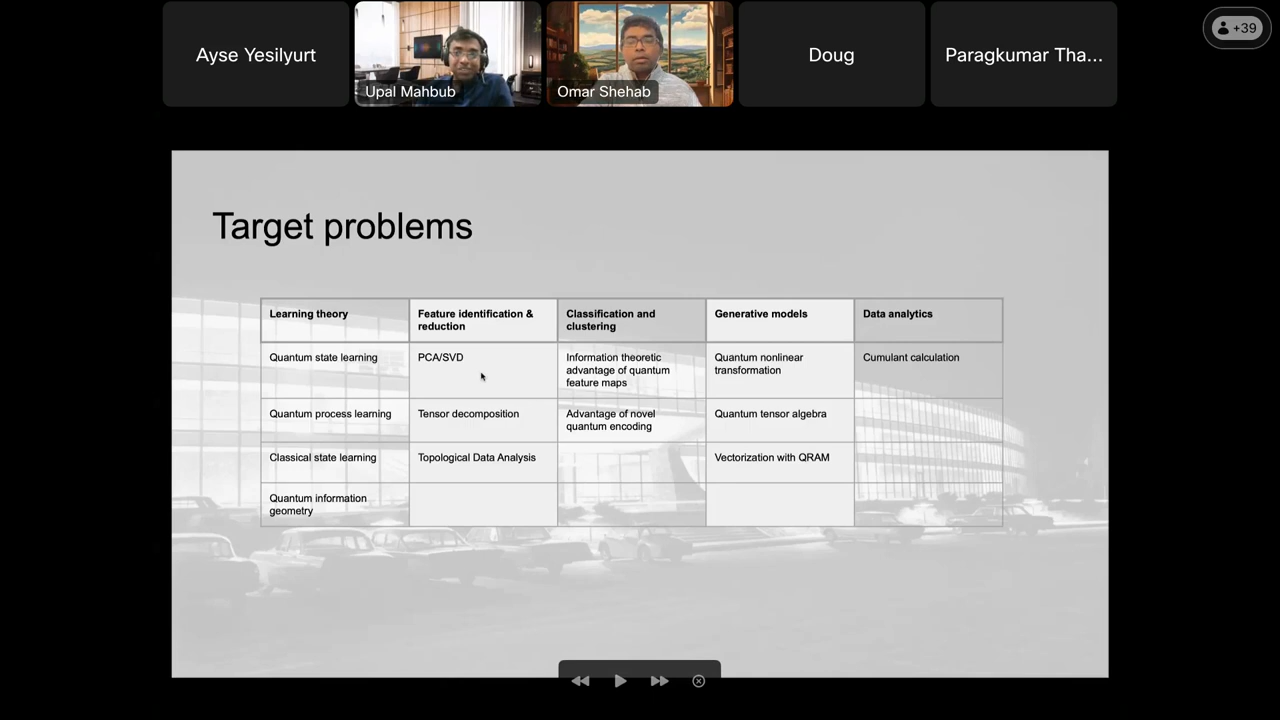 Ayse Yesilyurt
Upal Mahbub
Omar Shehab
Doug
Paragkumar Tha...
+39
Target problems
Learning theory
Feature identification &
reduction
Classification and
clustering
Generative models
Data analytics
Quantum state learning
PCA/SVD
Information theoretic
advantage of quantum
feature maps
Quantum nonlinear
transformation
Cumulant calculation
Quantum process learning
Tensor decomposition
Advantage of novel
quantum encoding
Quantum tensor algebra
Classical state learning
Topological Data Analysis
Vectorization with QRAM
Quantum information
geometry